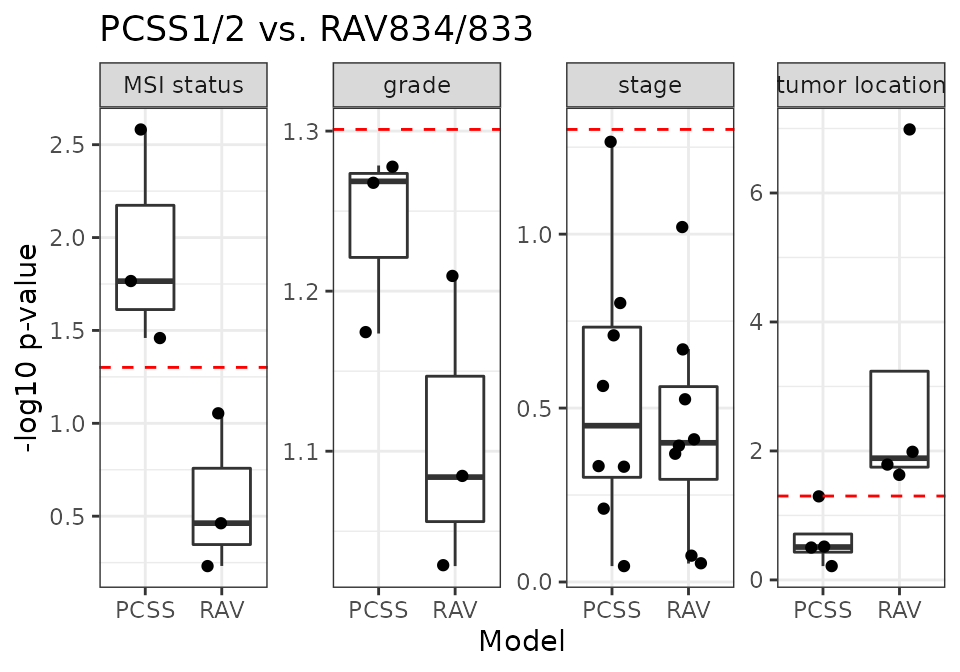 PCSS1/2 vs. RAV834/833
MSI status
grade
stage
tumor location
-log10 p-value
2.5
2.0
1.5
1.0
0.5
1.3
1.2
1.1
1.0
0.5
0.0
6
4
2
0
PCSS RAV
PCSS RAV
PCSS RAV
PCSS RAV
Model